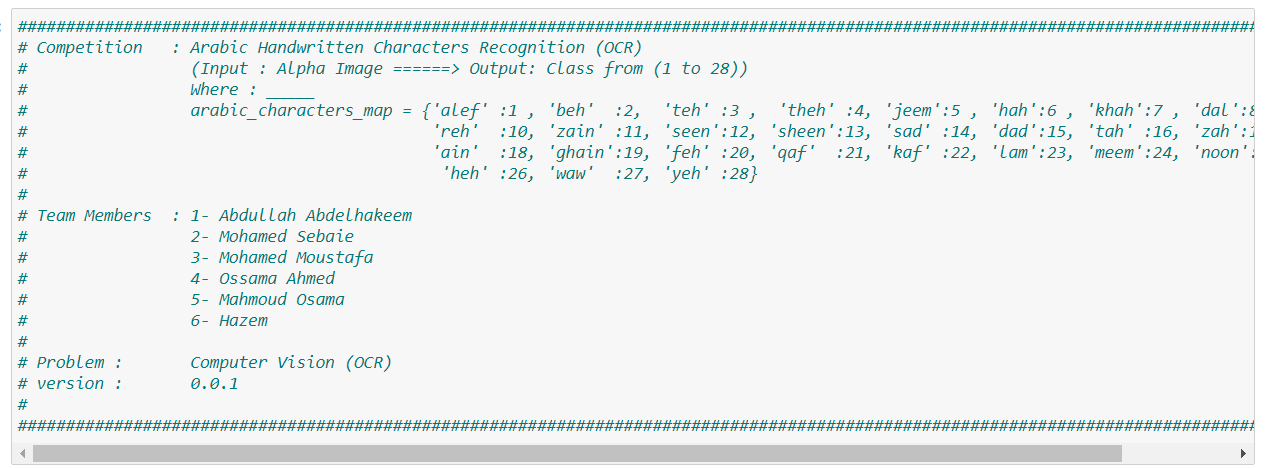 ##############################################################################################################################
# Competition   : Arabic Handwritten Characters Recognition (OCR)
#                 (Input : Alpha Image ======> Output: Class from (1 to 28))
#                 Where : _____
#                 arabic_characters_map = {'alef' :1 , 'beh'  :2,  'teh' :3 ,  'theh' :4, 'jeem':5 , 'hah':6 , 'khah':7 , 'dal':8
#                                          'reh'  :10, 'zain' :11, 'seen':12, 'sheen':13, 'sad' :14, 'dad':15, 'tah' :16, 'zah':1
#                                          'ain'  :18, 'ghain':19, 'feh' :20, 'qaf'  :21, 'kaf' :22, 'lam':23, 'meem':24, 'noon':
#                                           'heh' :26, 'waw'  :27, 'yeh' :28}
#
# Team Members  : 1- Abdullah Abdelhakeem
#                 2- Mohamed Sebaie
#                 3- Mohamed Moustafa
#                 4- Ossama Ahmed
#                 5- Mahmoud Osama
#                 6- Hazem
#
# Problem :       Computer Vision (OCR)
# version :       0.0.1
#
##############################################################################################################################